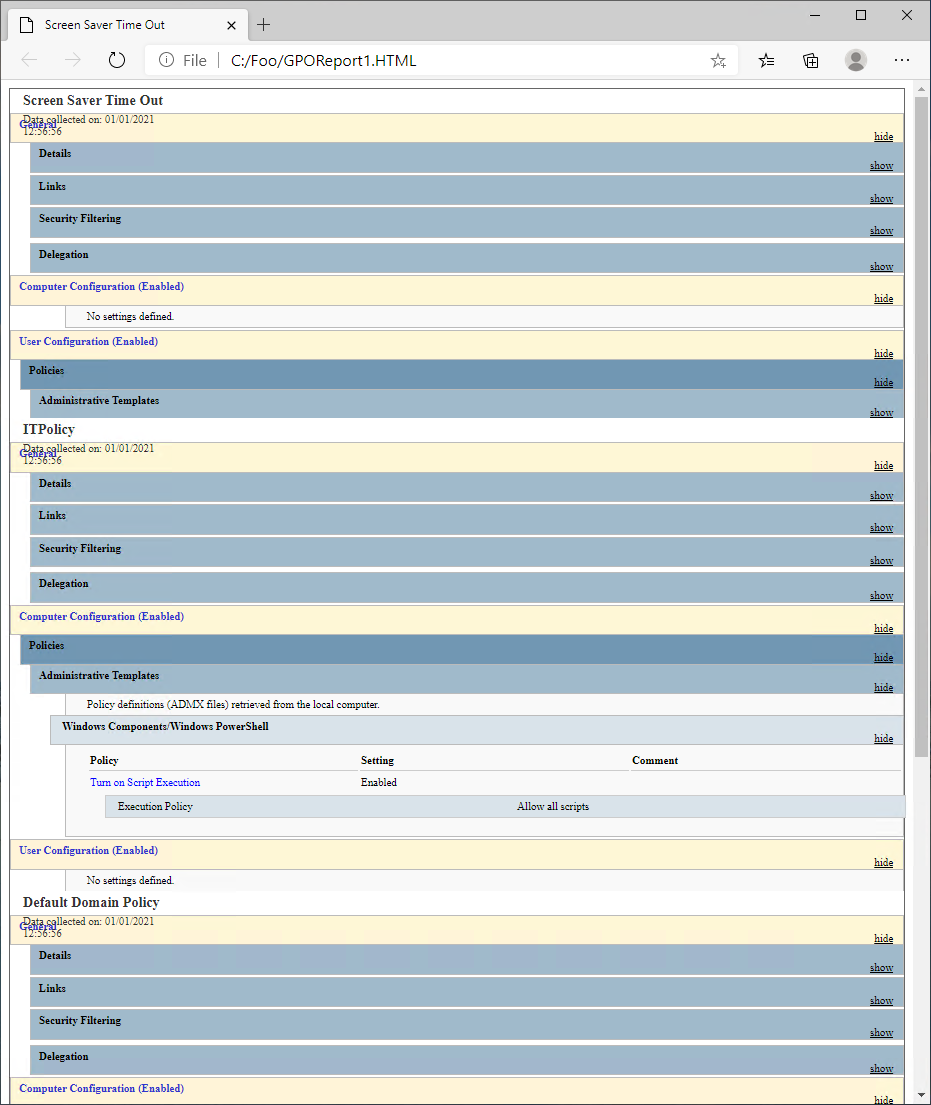 Screen Saver Time Out
File C:/Foo/GPOReport1.HTML
Screen Saver Time Out
Data collected on: 01/01/2021
12:56:56
General
hide
Details
show
Links
show
Security Filtering
show
Delegation
show
Computer Configuration (Enabled)
hide
No settings defined.
User Configuration (Enabled)
hide
Policies
hide
Administrative Templates
show
ITPolicy
Data collected on: 01/01/2021
12:56:56
General
hide
Details
show
Links
show
Security Filtering
show
Delegation
show
Computer Configuration (Enabled)
hide
Policies
hide
Administrative Templates
hide
Policy definitions (ADMX files) retrieved from the local computer.
Windows Components/Windows PowerShell
hide
Policy Setting Comment
Turn on Script Execution Enabled
Execution Policy Allow all scripts
User Configuration (Enabled)
hide
No settings defined.
Default Domain Policy
Data collected on: 01/01/2021
12:56:56
General
hide
Details
show
Links
show
Security Filtering
show
Delegation
show
Computer Configuration (Enabled)
hide